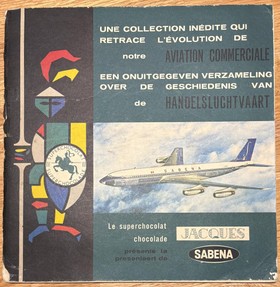 UNE COLLECTION INÉDITE QUI
RETRACE L'ÉVOLUTION DE
notre AVIATION COMMERCIALE
EEN ONUITGEGEVEN VERZAMELING
OVER DE GESCHIEDENIS VAN
de HANDELSLUCHTVAART
SABENA
Le superchocolat
chocolade JACQUES
présente la
presenteert de SABENA